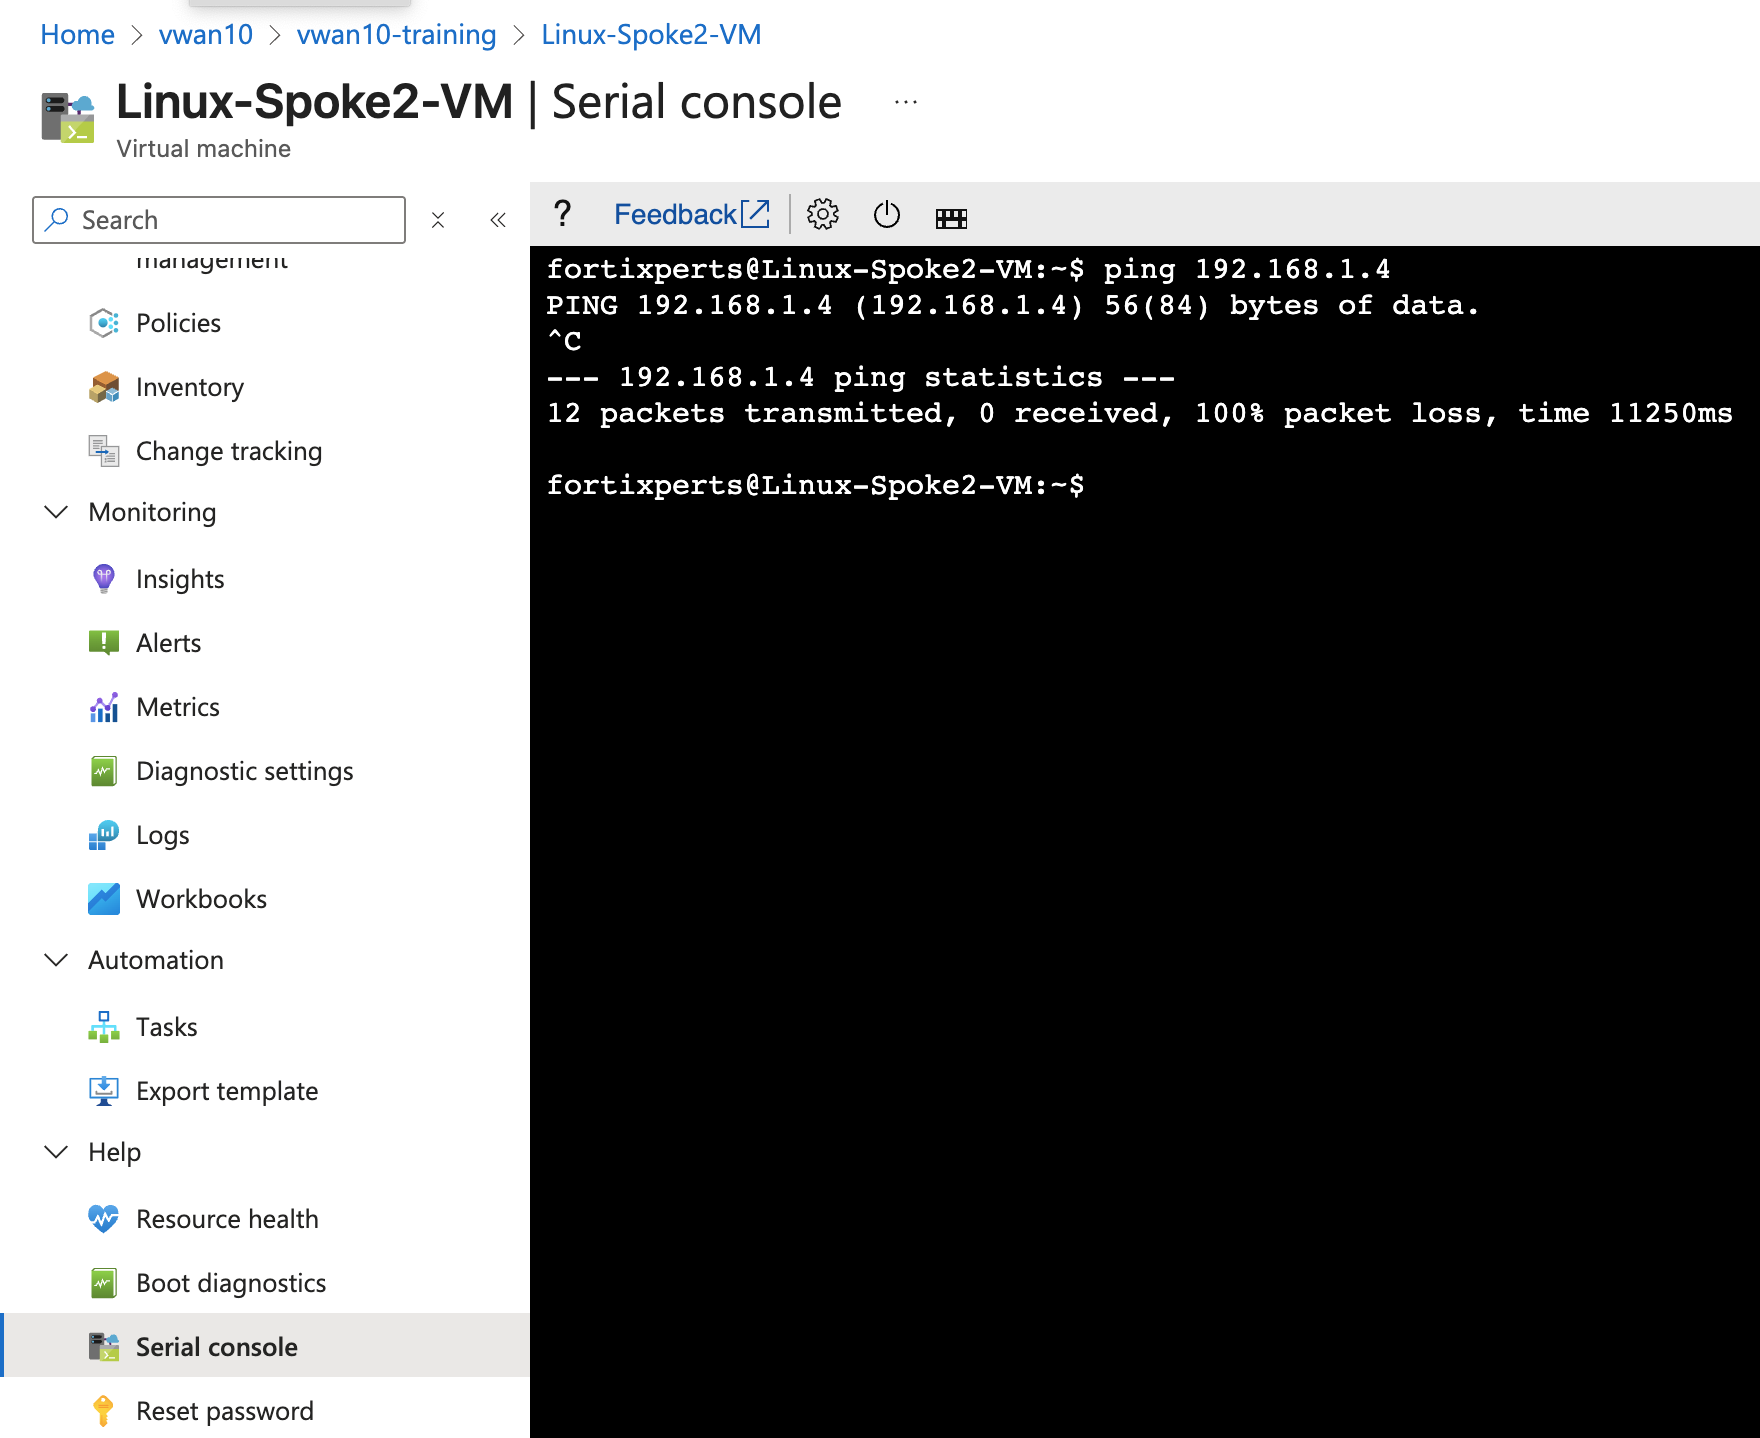 Home > vwan10 > vwan10-training > Linux-Spoke2-VM
Linux-Spoke2-VM | Serial console ...
Virtual machine
Search
management
Policies
Inventory
Change tracking
Monitoring
Insights
Alerts
Metrics
Diagnostic settings
Logs
Workbooks
Automation
Tasks
Export template
Help
Resource health
Boot diagnostics
Serial console
Reset password
? Feedback
fortixperts@Linux-Spoke2-VM:~$ ping 192.168.1.4
PING 192.168.1.4 (192.168.1.4) 56(84) bytes of data.
^C
--- 192.168.1.4 ping statistics ---
12 packets transmitted, 0 received, 100% packet loss, time 11250ms
fortixperts@Linux-Spoke2-VM:~$